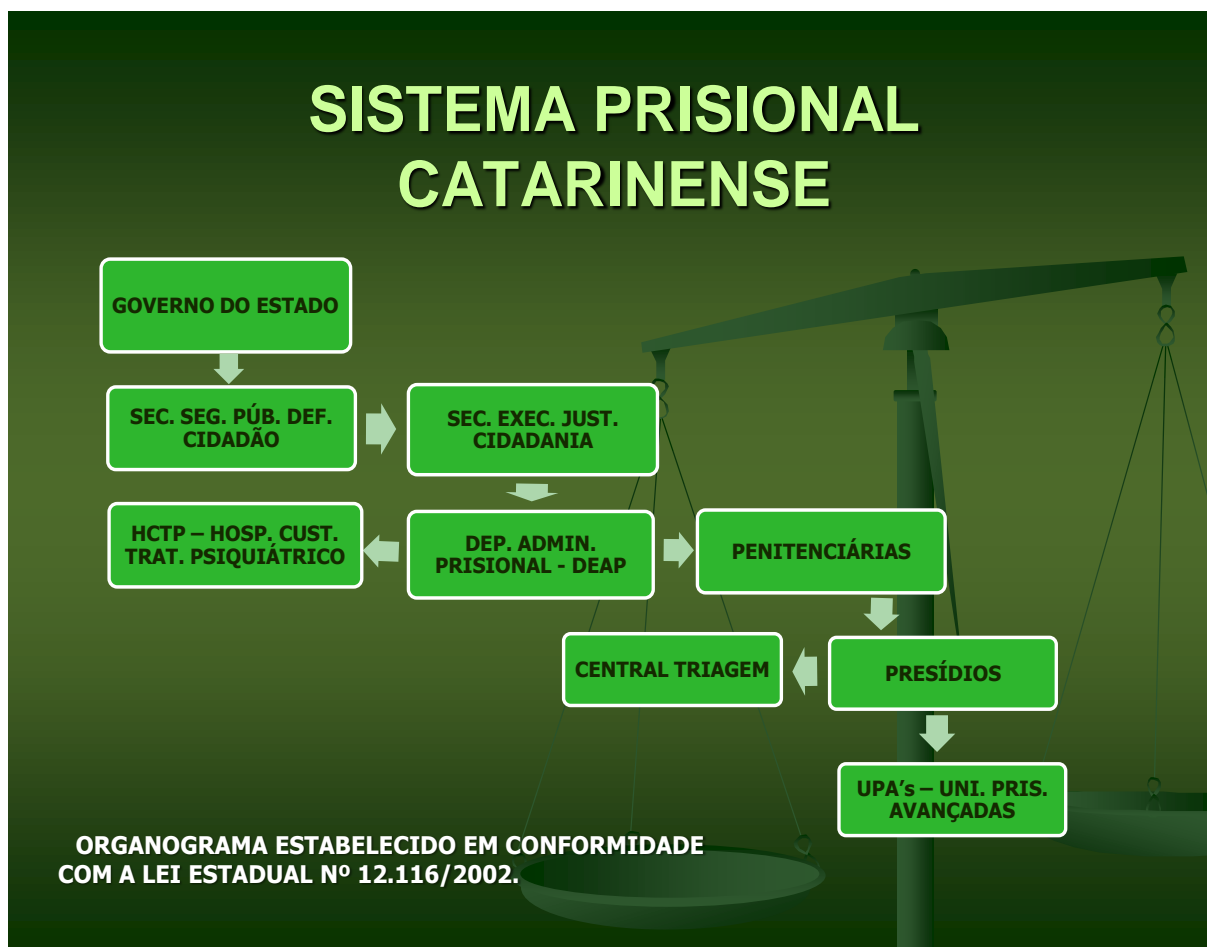 SISTEMA PRISIONAL
CATARINENSE
GOVERNO DO ESTADO
SEC. SEG. PÚB. DEF.
CIDADÃO
SEC. EXEC. JUST.
CIDADANIA
HCTP – HOSP. CUST.
TRAT. PSIQUIÁTRICO
DEP. ADMIN.
PRISIONAL - DEAP
PENITENCIÁRIAS
CENTRAL TRIAGEM
PRESÍDIOS
UPA's – UNI. PRIS.
AVANÇADAS
ORGANOGRAMA ESTABELECIDO EM CONFORMIDADE
COM A LEI ESTADUAL Nº 12.116/2002.